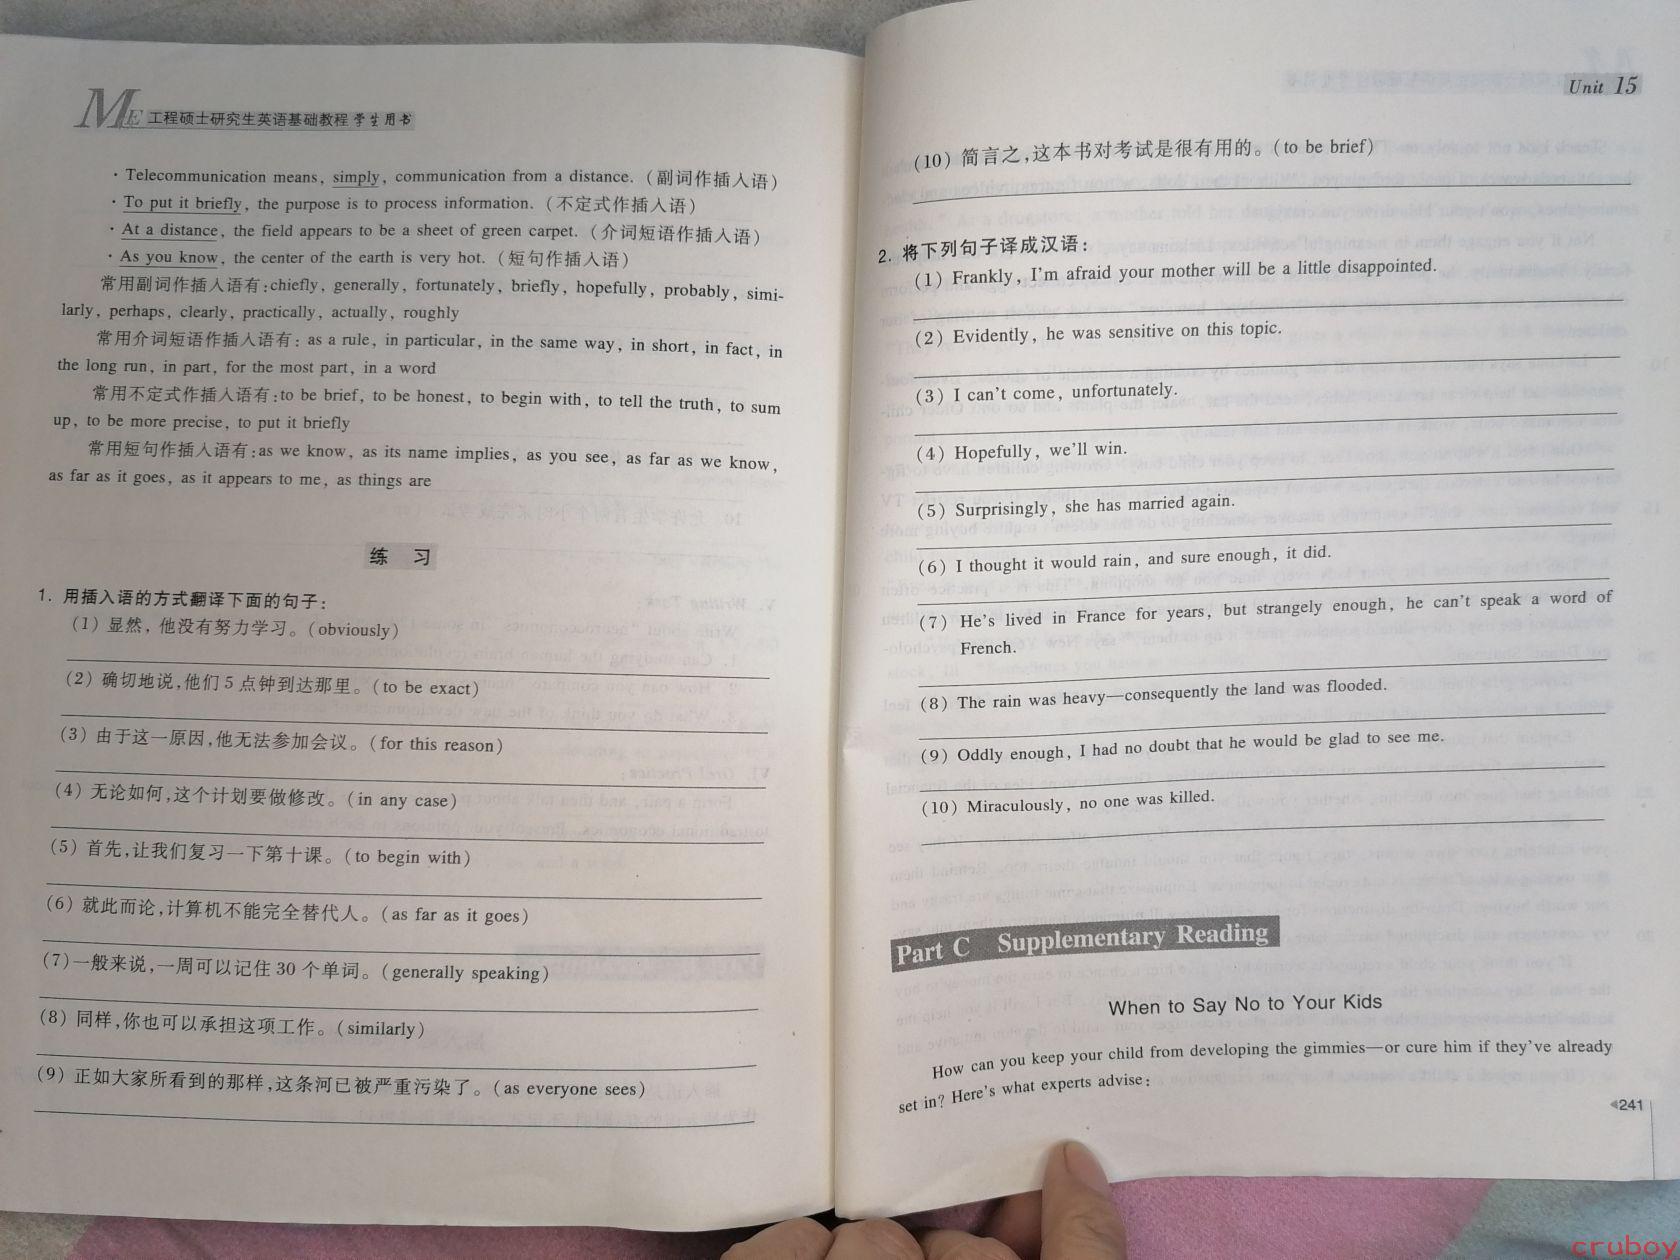 ME 工程硕士研究生英语基础教程 学生用书
· Telecommunication means, simply, communication from a distance. (副词作插入语)
· To put it briefly, the purpose is to process information. (不定式作插入语)
· At a distance, the field appears to be a sheet of green carpet. (介词短语作插入语)
· As you know, the center of the earth is very hot. (短句作插入语)
常用副词作插入语有:chiefly, generally, fortunately, briefly, hopefully, probably, simi-
larly, perhaps, clearly, practically, actually, roughly
常用介词短语作插入语有: as a rule, in particular, in the same way, in short, in fact, in
the long run, in part, for the most part, in a word
常用不定式作插入语有:to be brief, to be honest, to begin with, to tell the truth, to sum
up, to be more precise, to put it briefly
常用短句作插入语有:as we know, as its name implies, as you see, as far as we know,
as far as it goes, as it appears to me, as things are
练 习
1. 用插入语的方式翻译下面的句子:
(1) 显然, 他没有努力学习。(obviously)
(2) 确切地说,他们 5 点钟到达那里。(to be exact)
(3) 由于这一原因,他无法参加会议。(for this reason)
(4) 无论如何,这个计划要做修改。(in any case)
(5) 首先,让我们复习一下第十课。(to begin with)
(6) 就此而论,计算机不能完全替代人。(as far as it goes)
(7)一般来说,一周可以记住 30 个单词。(generally speaking)
(8) 同样,你也可以承担这项工作。(similarly)
(9) 正如大家所看到的那样,这条河已被严重污染了。(as everyone sees)
Unit 15
(10) 简言之,这本书对考试是很有用的。(to be brief)
2. 将下列句子译成汉语:
(1) Frankly, I'm afraid your mother will be a little disappointed.
(2) Evidently, he was sensitive on this topic.
(3) I can't come, unfortunately.
(4) Hopefully, we'll win.
(5) Surprisingly, she has married again.
(6) I thought it would rain, and sure enough, it did.
(7) He's lived in France for years, but strangely enough, he can't speak a word of
French.
(8) The rain was heavy—consequently the land was flooded.
(9) Oddly enough, I had no doubt that he would be glad to see me.
(10) Miraculously, no one was killed.
Part C Supplementary Reading
When to Say No to Your Kids
How can you keep your child from developing the gimmies—or cure him if they've already
set in? Here's what experts advise:
◀241
cruboy